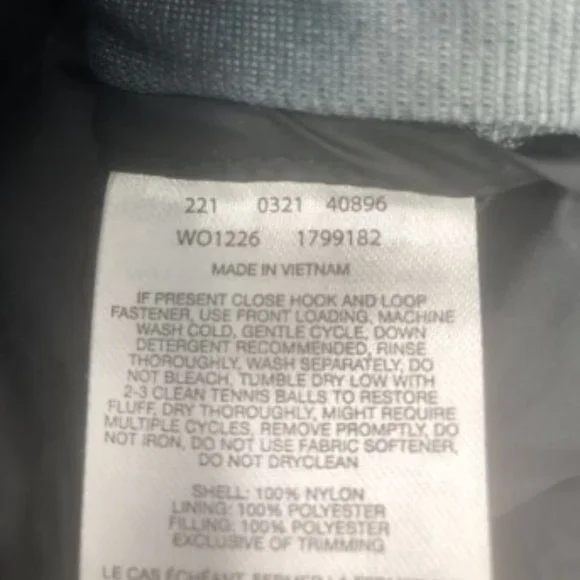 221 0321 40896
WO1226 1799182
MADE IN VIETNAM
IF PRESENT CLOSE HOOK AND LOOP
FASTENER, USE FRONT LOADING, MACHINE
WASH COLD, GENTLE CYCLE, DOWN
DETERGENT RECOMMENDED, RINSE
THOROUGHLY, WASH SEPARATELY, DO
NOT BLEACH, TUMBLE DRY LOW WITH
2-3 CLEAN TENNIS BALLS TO RESTORE
FLUFF, DRY THOROUGHLY, MIGHT REQUIRE
MULTIPLE CYCLES, REMOVE PROMPTLY, DO
NOT IRON, DO NOT USE FABRIC SOFTENER,
DO NOT DRYCLEAN
SHELL: 100% NYLON
LINING: 100% POLYESTER
FILLING: 100% POLYESTER
EXCLUSIVE OF TRIMMING
LE CAS ÉCHÉANT, FERMER LA